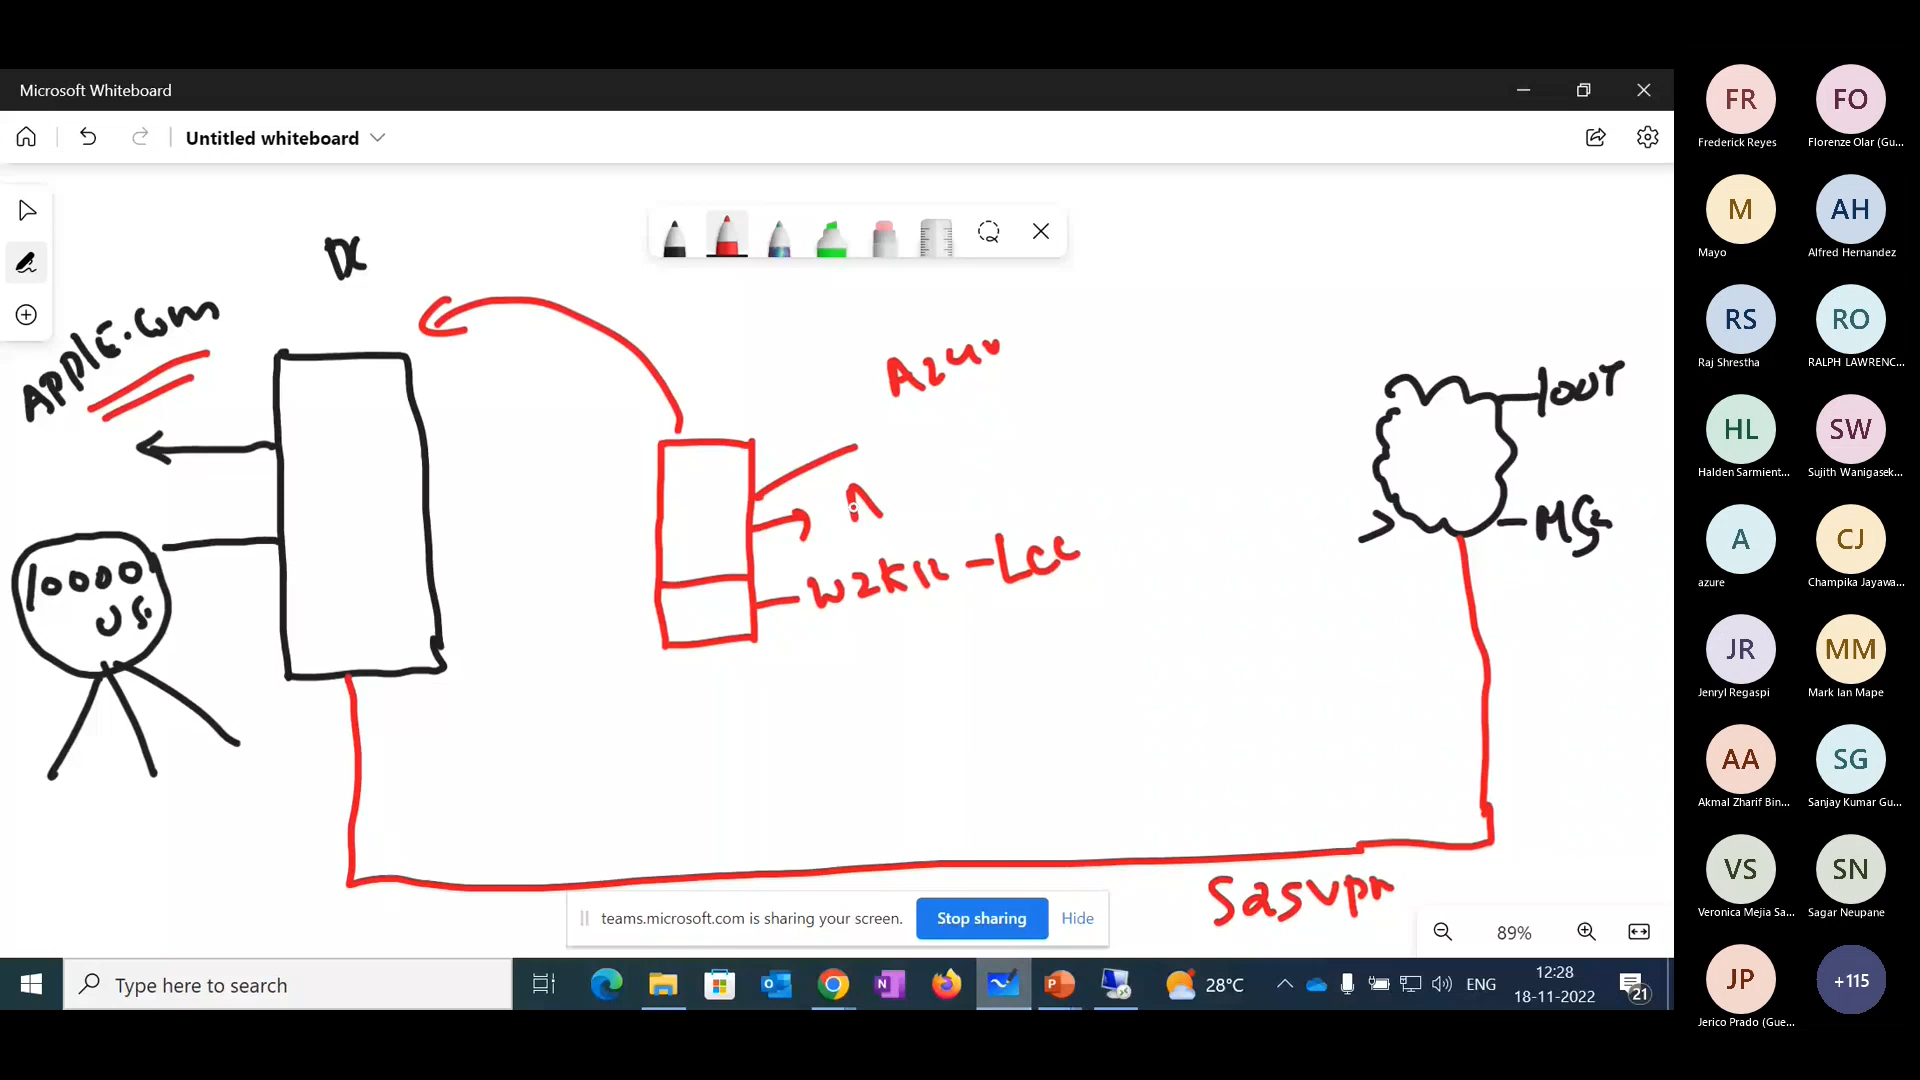 Microsoft Whiteboard
Untitled whiteboard
DC
APPlE.Com
10000
US
Azur
A
W2K12 -LCC
100T
MS
S2SVPN
teams.microsoft.com is sharing your screen.
Stop sharing
Hide
89%
Type here to search
28°C
ENG
12:28
18-11-2022
21
FR
Frederick Reyes
FO
Florenze Olar (Gu...
M
Mayo
AH
Alfred Hernandez
RS
Raj Shrestha
RO
RALPH LAWRENC...
HL
Halden Sarmient...
SW
Sujith Wanigasek...
A
azure
CJ
Champika Jayawa...
JR
Jenryl Regaspi
MM
Mark Ian Mape
AA
Akmal Zharif Bin...
SG
Sanjay Kumar Gu...
VS
Veronica Mejia Sa...
SN
Sagar Neupane
JP
Jerico Prado (Gue...
+115